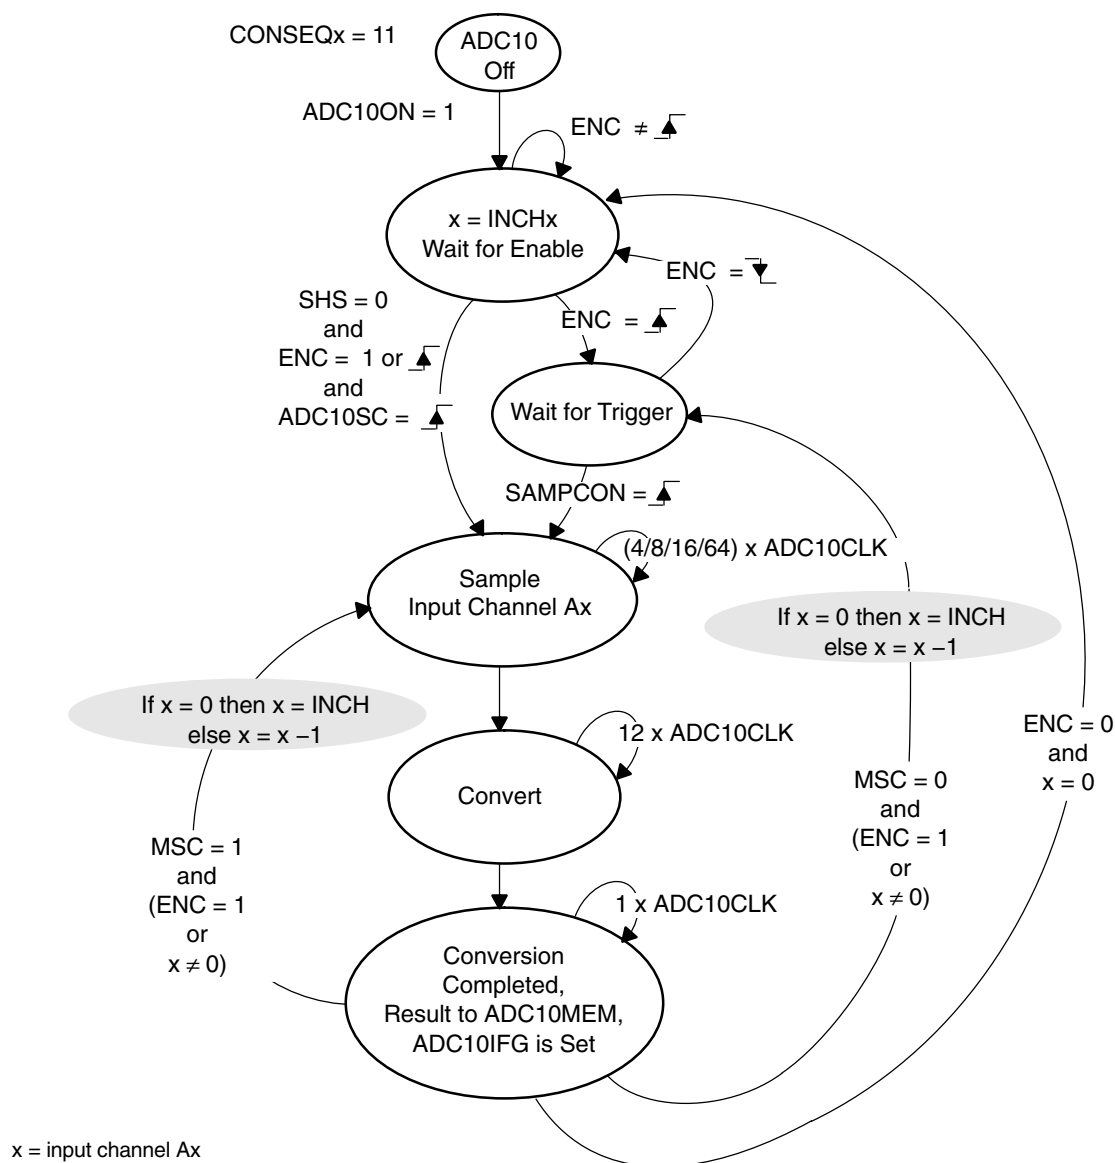 CONSEQx = 11
ADC10
Off
ADC10ON = 1
ENC ≠
x = INCHx
Wait for Enable
ENC =
SHS = 0
and
ENC = 1 or
and
ADC10SC =
ENC =
Wait for Trigger
SAMPCON =
(4/8/16/64) x ADC10CLK
Sample
Input Channel Ax
If x = 0 then x = INCH
else x = x −1
If x = 0 then x = INCH
else x = x −1
12 x ADC10CLK
Convert
ENC = 0
and
x = 0
MSC = 0
and
(ENC = 1
or
x ≠ 0)
MSC = 1
and
(ENC = 1
or
x ≠ 0)
1 x ADC10CLK
Conversion
Completed,
Result to ADC10MEM,
ADC10IFG is Set
x = input channel Ax